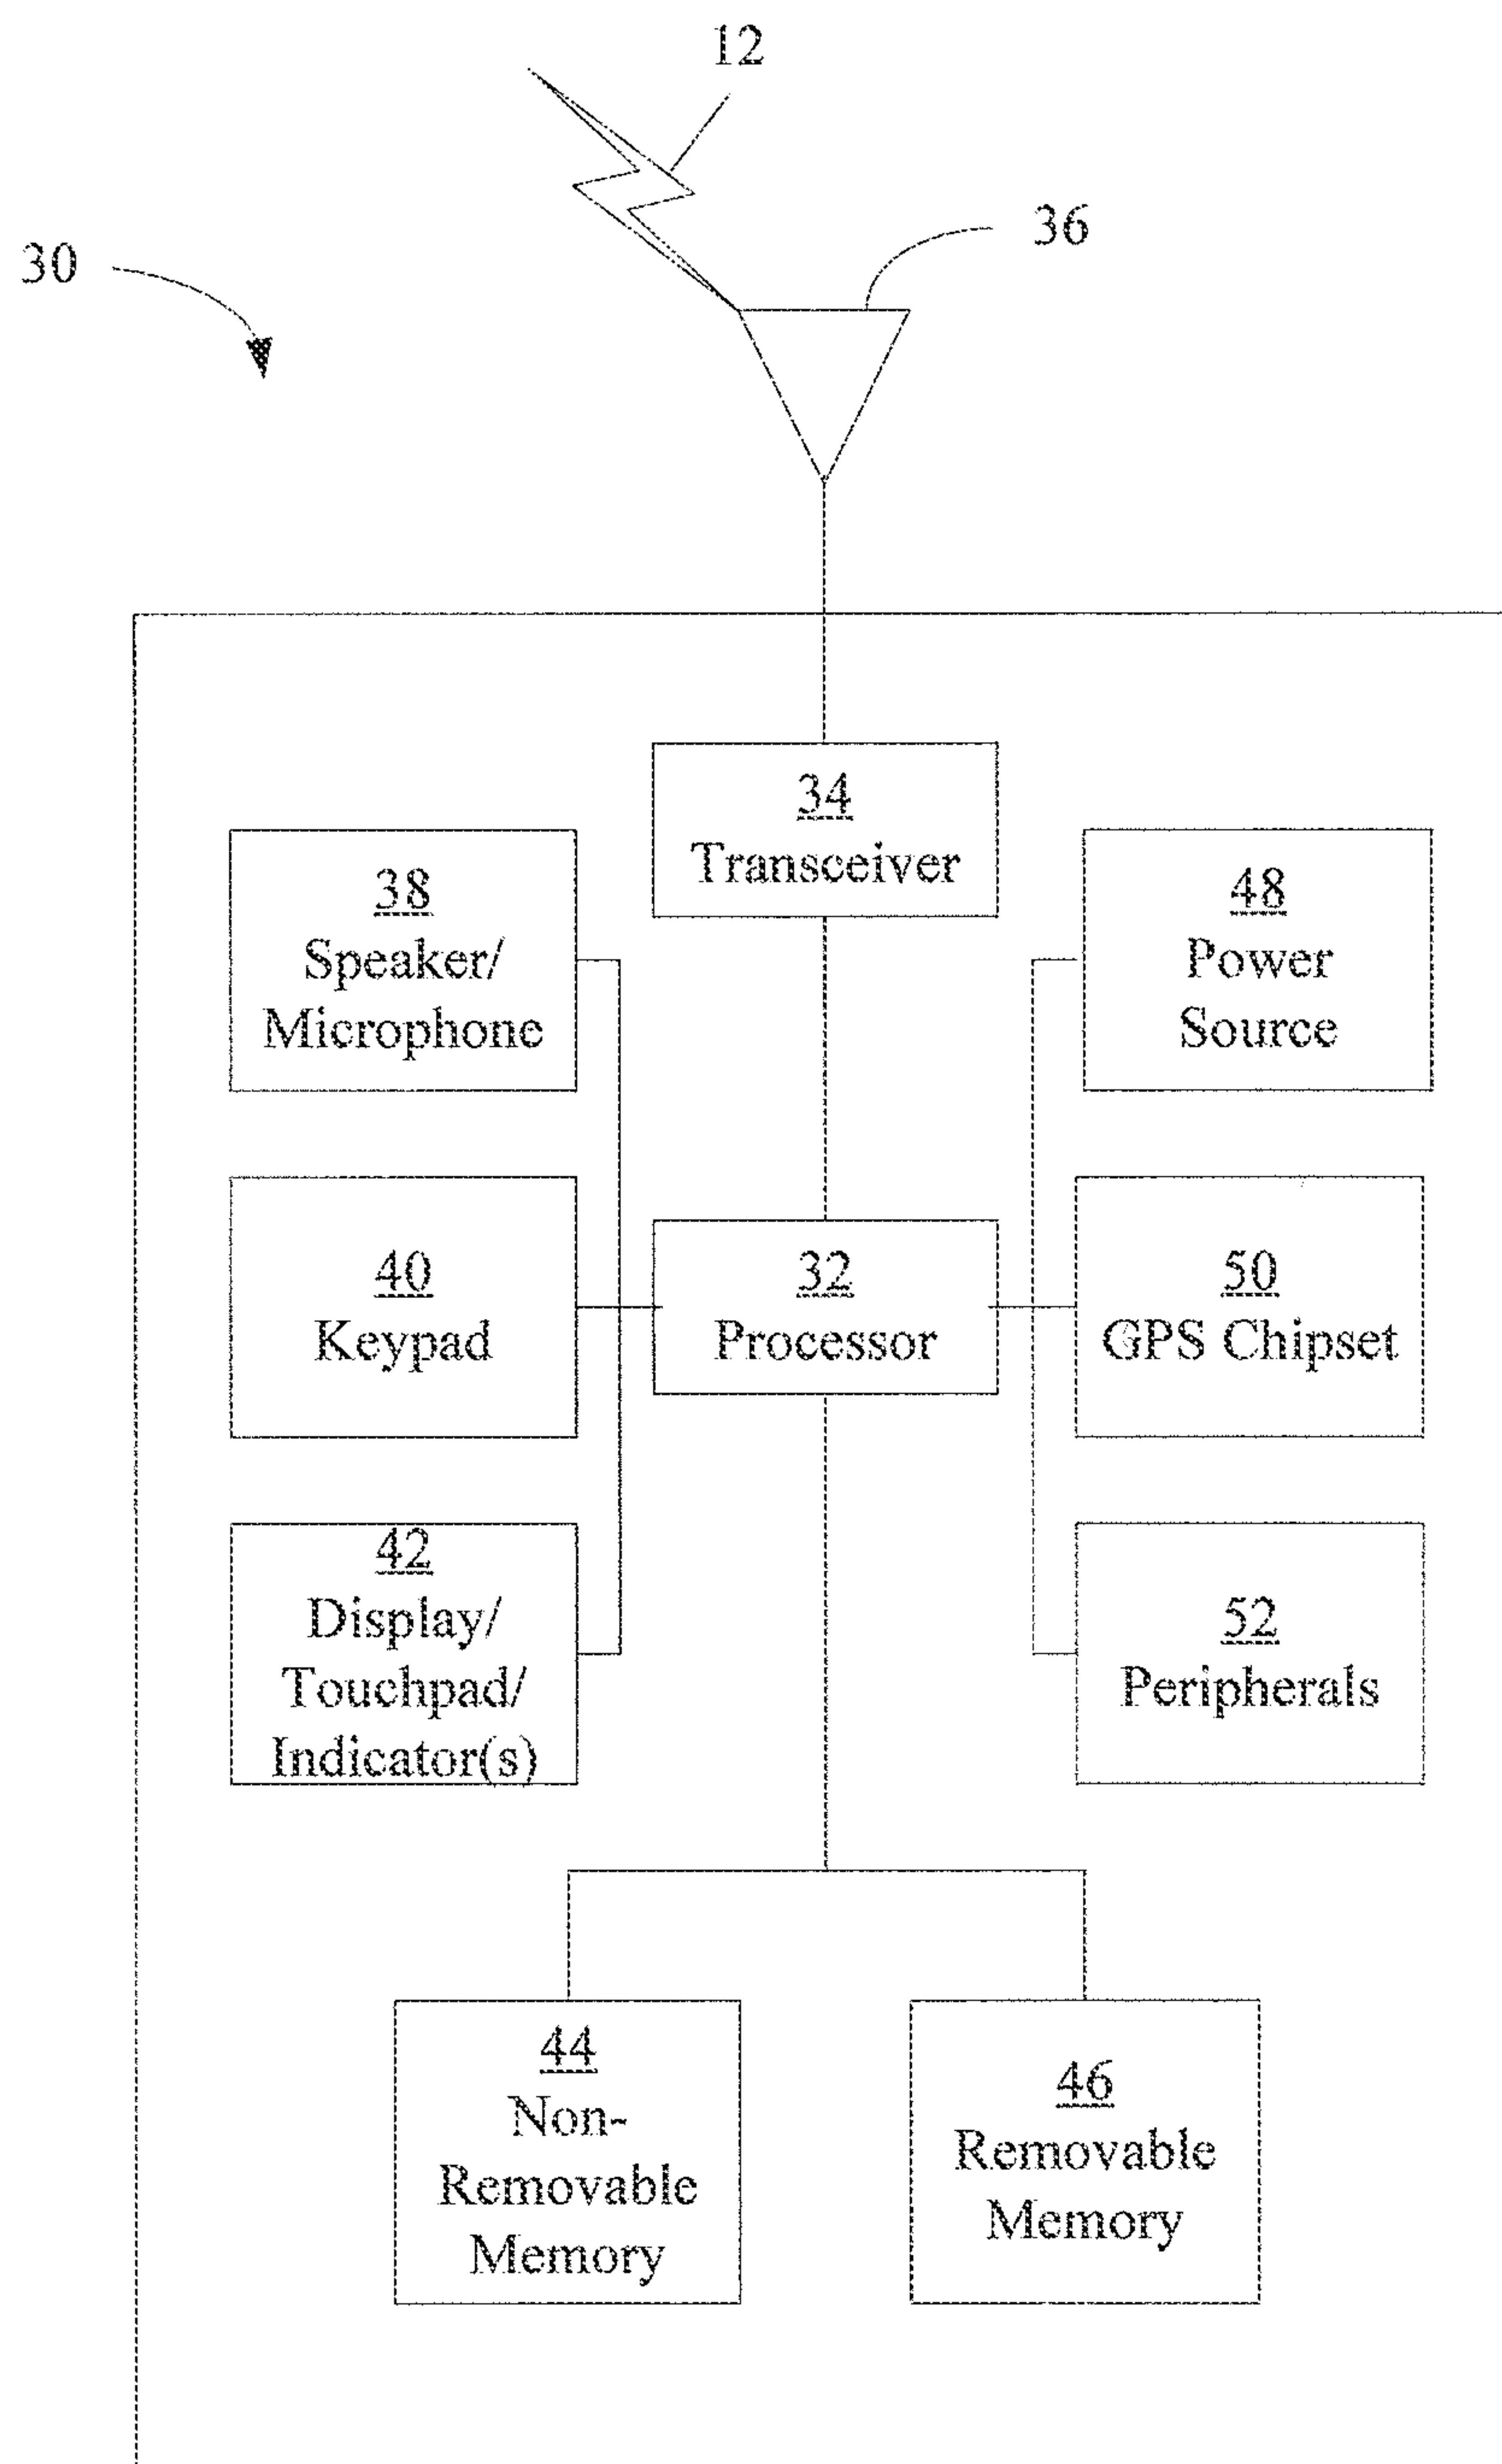 12
36
30
34
Transceiver
38
Speaker/
Microphone
48
Power
Source
40
Keypad
32
Processor
50
GPS Chipset
42
Display/
Touchpad/
Indicator(s)
52
Peripherals
44
Non-
Removable
Memory
46
Removable
Memory